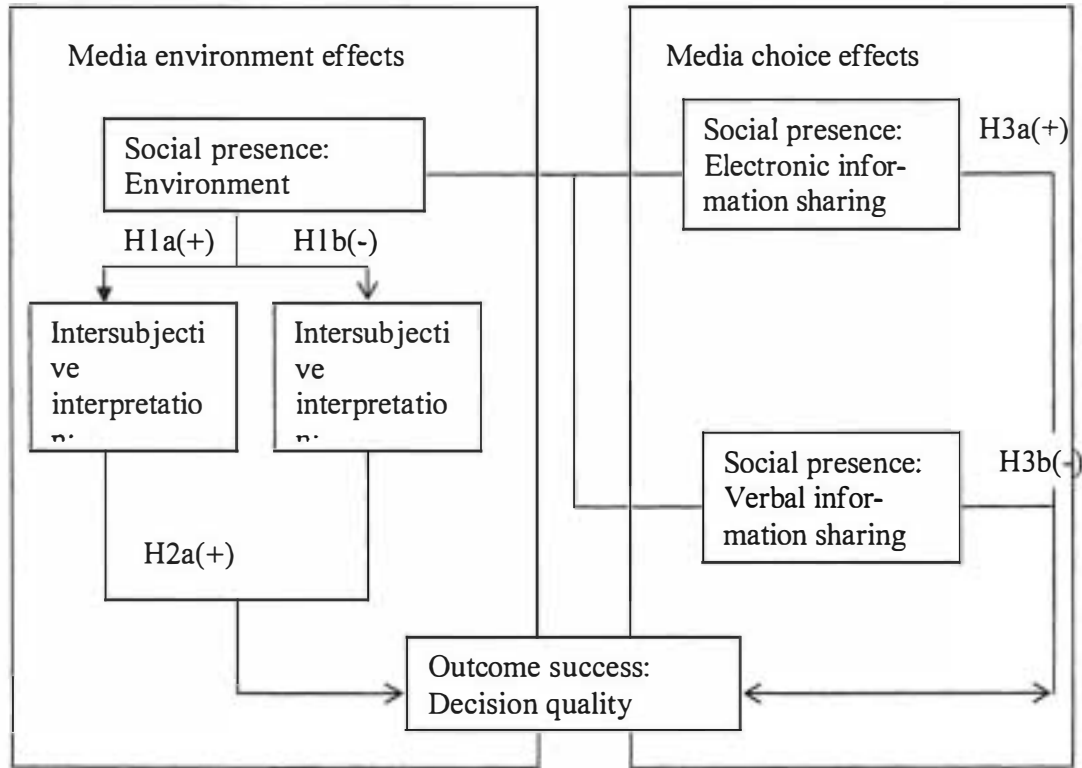 Media environment effects
Media choice effects
Social presence:
Environment
Social presence:
Electronic infor-
mation sharing
H3a(+)
H1a(+)
H1b(-)
Intersubjecti
ve
interpretatio
n:
Intersubjecti
ve
interpretatio
n:
Social presence:
Verbal infor-
mation sharing
H3b(-)
H2a(+)
Outcome success:
Decision quality